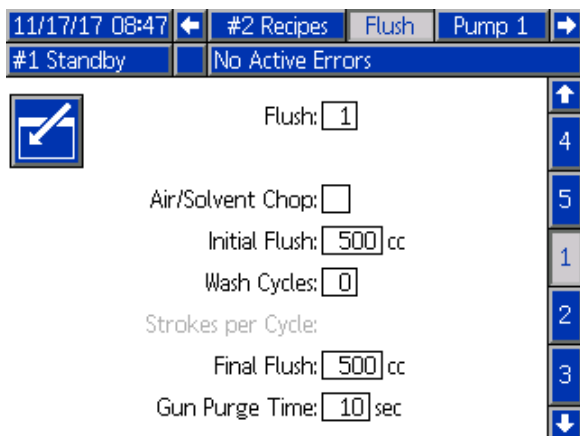 11/17/17 08:47 #2 Recipes Flush Pump 1
#1 Standby No Active Errors
Flush: 1
4
Air/Solvent Chop:
5
Initial Flush: 500 cc
1
Wash Cycles: 0
Strokes per Cycle:
2
Final Flush: 500 cc
3
Gun Purge Time: 10 sec